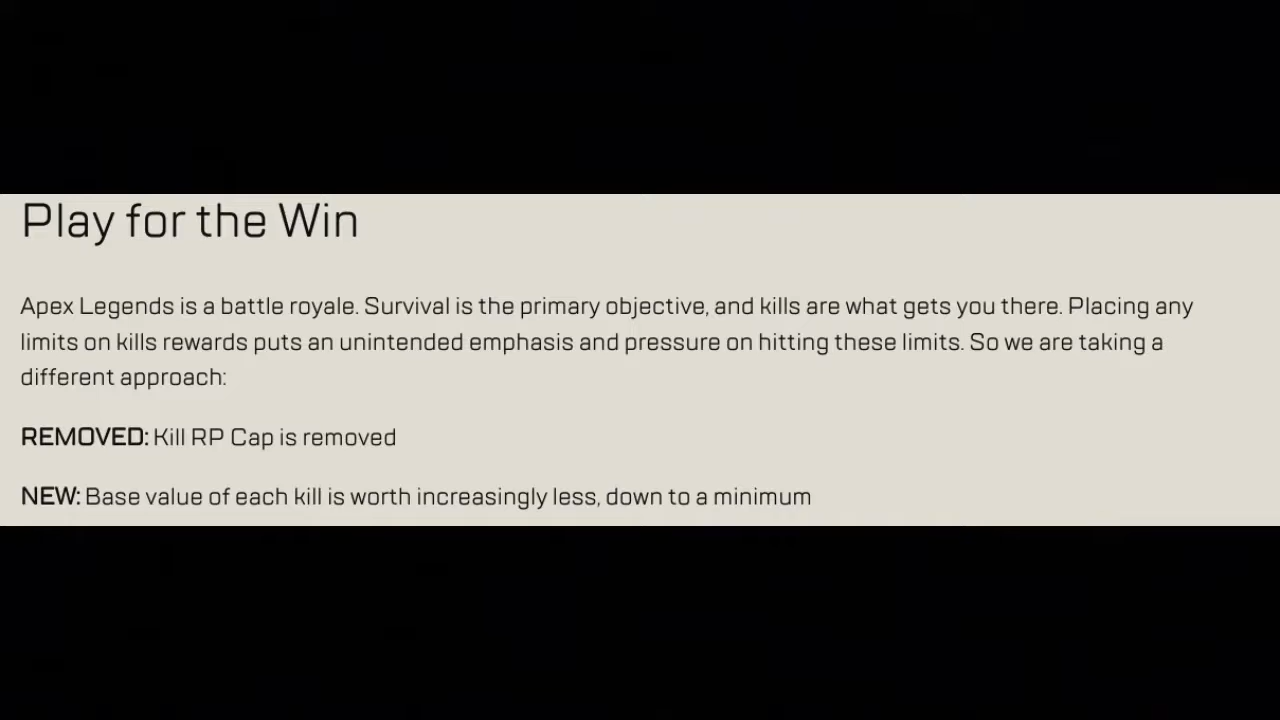 Play for the Win
Apex Legends is a battle royale. Survival is the primary objective, and kills are what gets you there. Placing any
limits on kills rewards puts an unintended emphasis and pressure on hitting these limits. So we are taking a
different approach:
REMOVED: Kill RP Cap is removed
NEW: Base value of each kill is worth increasingly less, down to a minimum